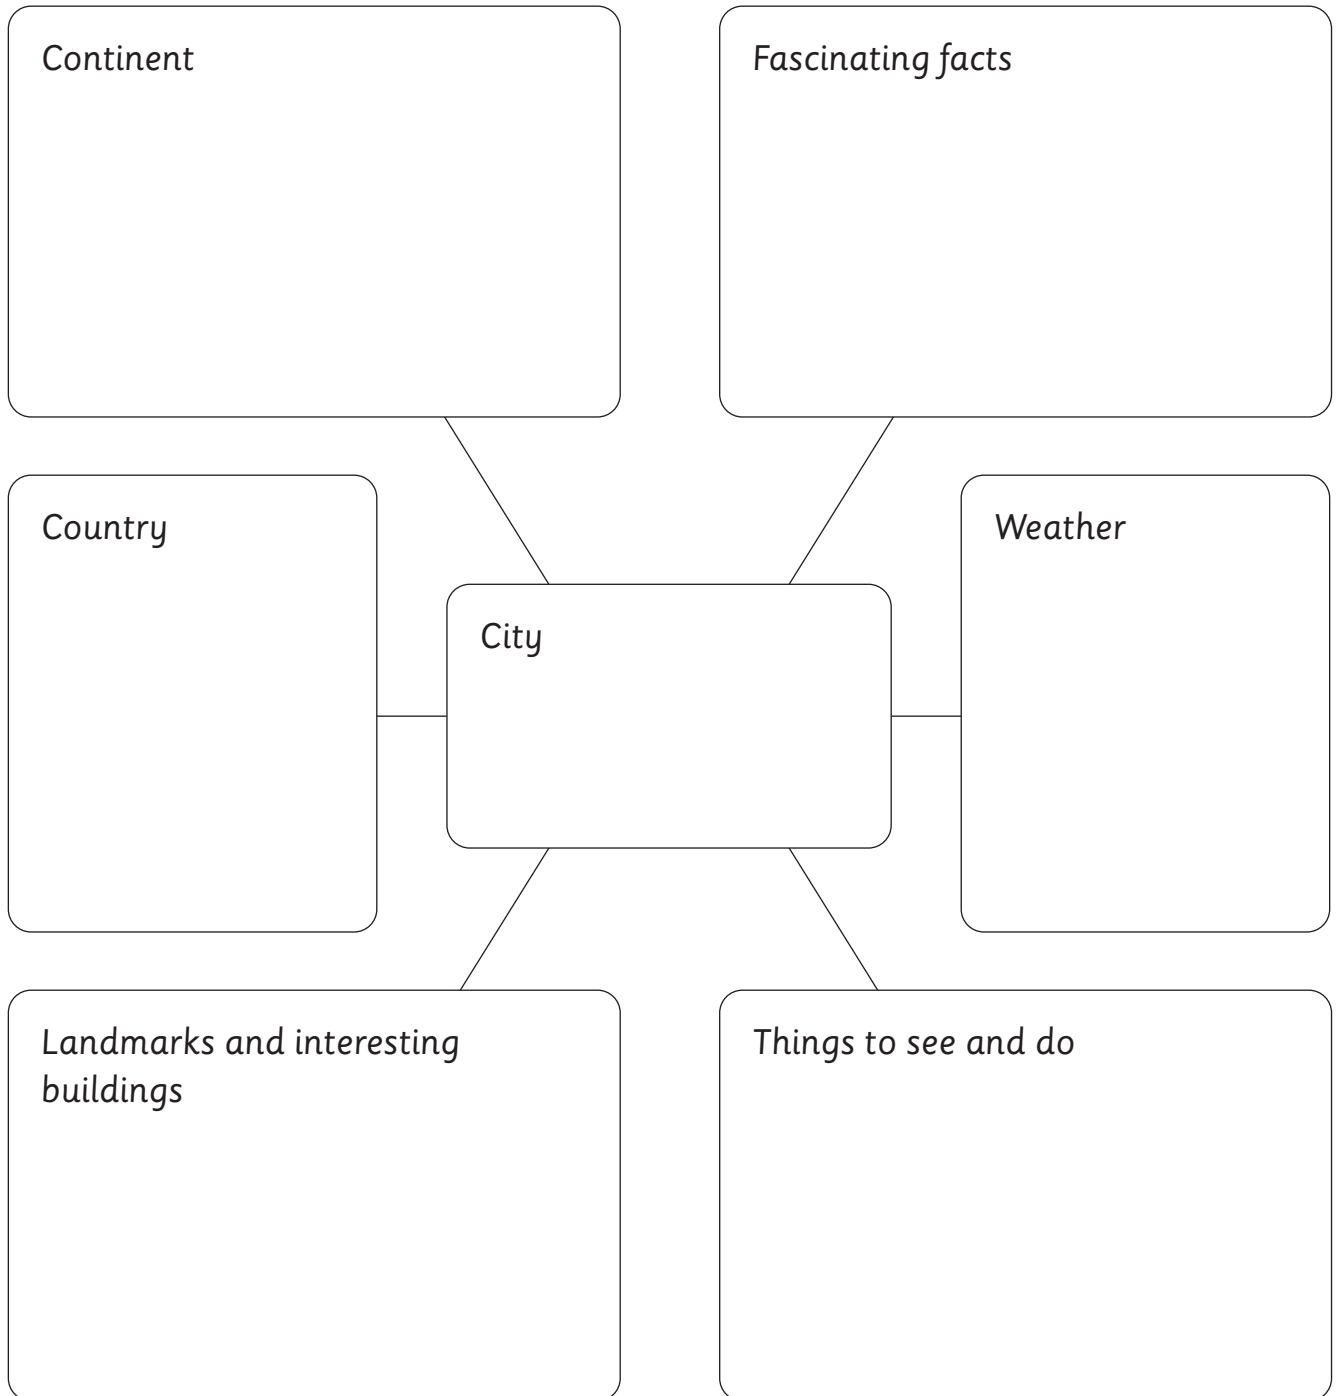 Continent
Fascinating facts
Country
Weather
City
Landmarks and interesting
buildings
Things to see and do